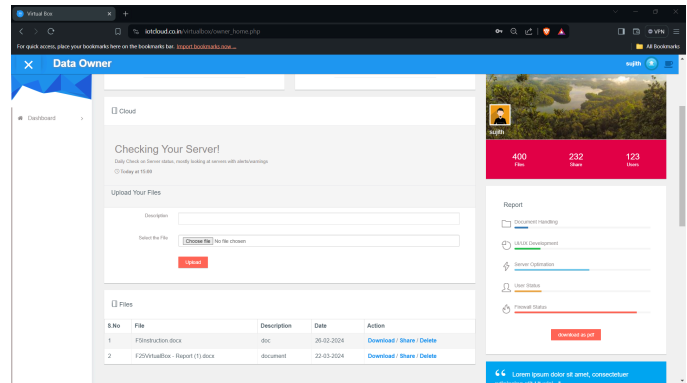 Virtual Box
iotcloud.co.in/virtualbox/owner_home.php
VPN
For quick access, place your bookmarks here on the bookmarks bar. Import bookmarks now ...
All Bookmarks
Data Owner
sujith
Dashboard
Cloud
Checking Your Server!
Daily Check on Server status, mostly looking at servers with alerts/warnings
Today at 15:89
Upload Your Files
Description
Select the File
Choose file No file chosen
Upload
Files
S.No File Description Date Action
1 F5Instruction.docx doc 26-02-2024 Download / Share / Delete
2 F25VirtualBox - Report (1).docx document 22-03-2024 Download / Share / Delete
sujith
400 232 123
Files Share Users
Report
Document Handling
UI/UX Development
Server Optimation
User Status
Firewall Status
download as pdf
Lorem ipsum dolor sit amet, consectetuer